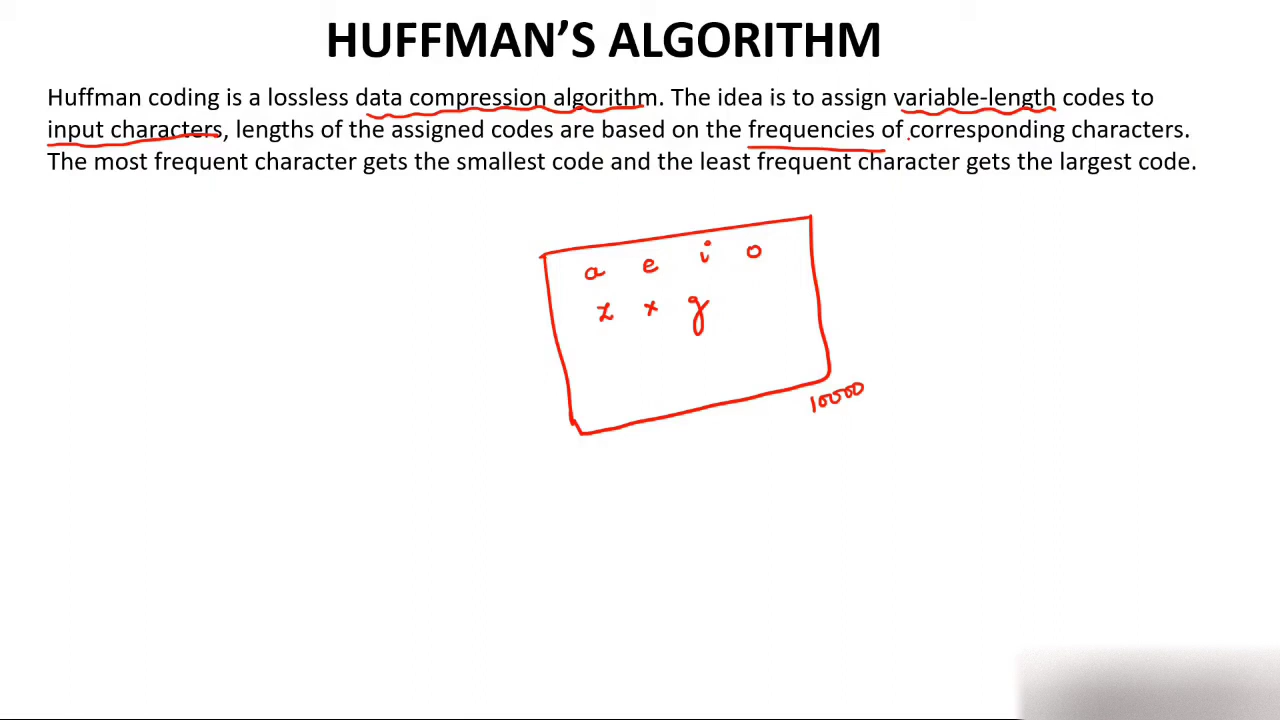 HUFFMAN’S ALGORITHM
Huffman coding is a lossless data compression algorithm. The idea is to assign variable-length codes to
input characters, lengths of the assigned codes are based on the frequencies of corresponding characters.
The most frequent character gets the smallest code and the least frequent character gets the largest code.
a e i o
z x g
10000